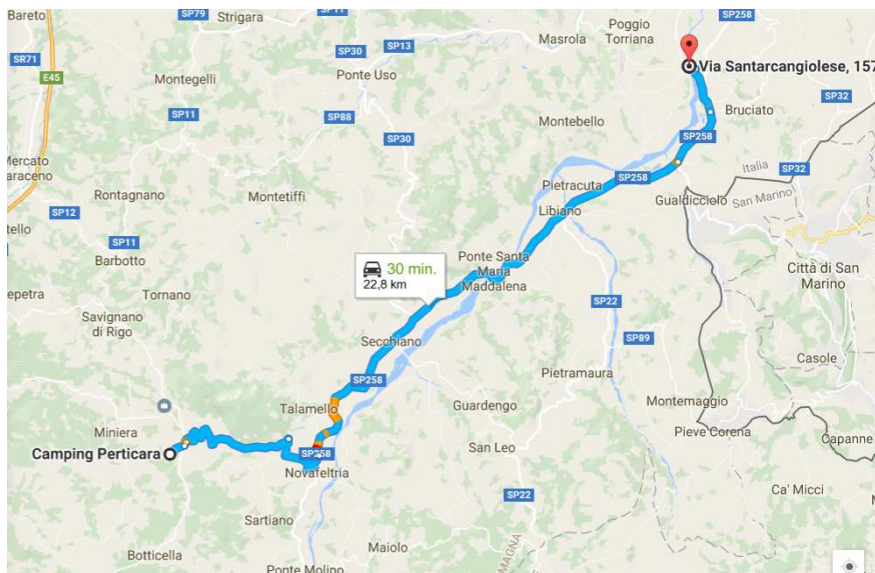 Bareto
SP79
Strigara
SP11
SP258
Poggio
Torriana
SR71
E45
SP30
SP13
Masrola
Ponte Uso
Via Santarcangiolese, 157
Montegelli
SP11
SP88
SP32
Bruciato
Montebello
SP258
SP30
Mercato
araceno
Italia
SP32
Pietracuta
SP258
Rontagnano
Montetiffi
Gualdicciolo
San Marino
SP12
Libiano
tello
SP11
Barbotto
Ponte Santa
Maria
Maddalena
30 min.
22,8 km
Città di San
Marino
epetra
Tornano
SP22
Savignano
di Rigo
Secchiano
SP89
Casole
SP258
Pietramaura
Talamello
Guardengo
Montemaggio
Miniera
Pieve Corena
Capanne
Camping Perticara
SP258
San Leo
Novafeltria
Ca' Micci
SP22
Sartiano
Maiolo
Botticella
MAGNA
Ponte Molino